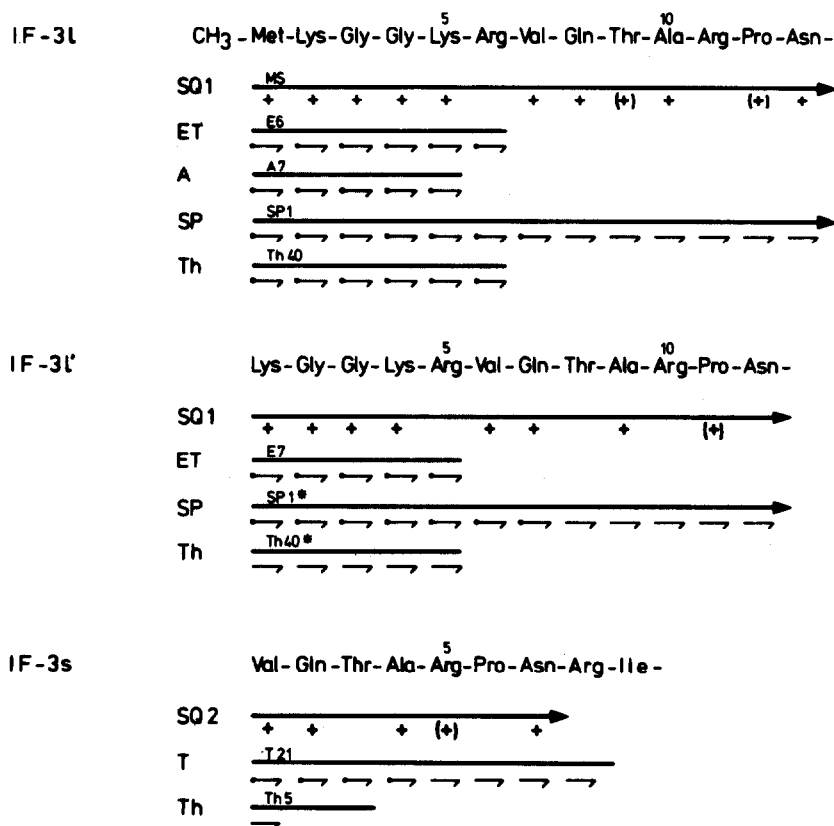 5 10
IF-3l CH3-Met-Lys-Gly-Gly-Lys-Arg-Val-Gln-Thr-Ala-Arg-Pro-Asn-
SQ1 MS
+ + + + + + + (+) + (+) +
ET E6
A A7
SP SP1
Th Th40
5 10
IF-3l' Lys-Gly-Gly-Lys-Arg-Val-Gln-Thr-Ala-Arg-Pro-Asn-
SQ1
+ + + + + + + (+)
ET E7
SP SP1*
Th Th40*
5
IF-3s Val-Gln-Thr-Ala-Arg-Pro-Asn-Arg-Ile-
SQ2
+ + + (+) +
T T21
Th Th5